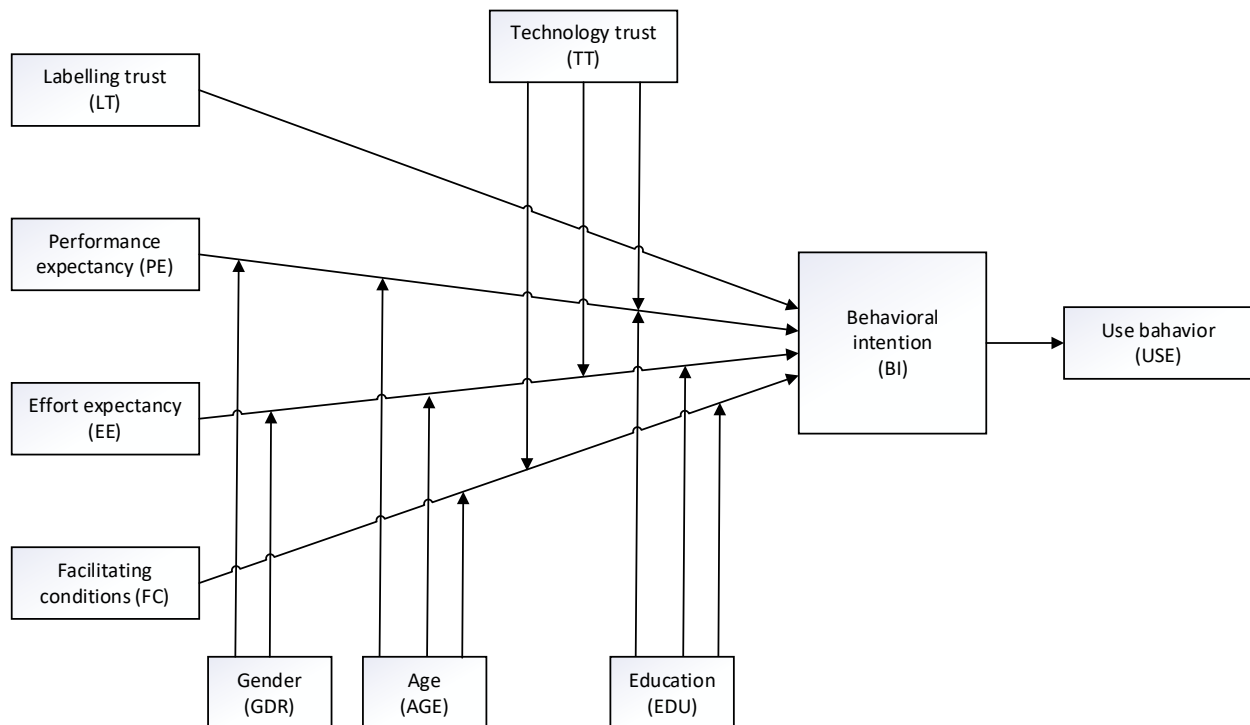 Technology trust
(TT)
Labelling trust
(LT)
Performance
expectancy (PE)
Behavioral
intention
(BI)
Use bahavior
(USE)
Effort expectancy
(EE)
Facilitating
conditions (FC)
Gender
(GDR)
Age
(AGE)
Education
(EDU)